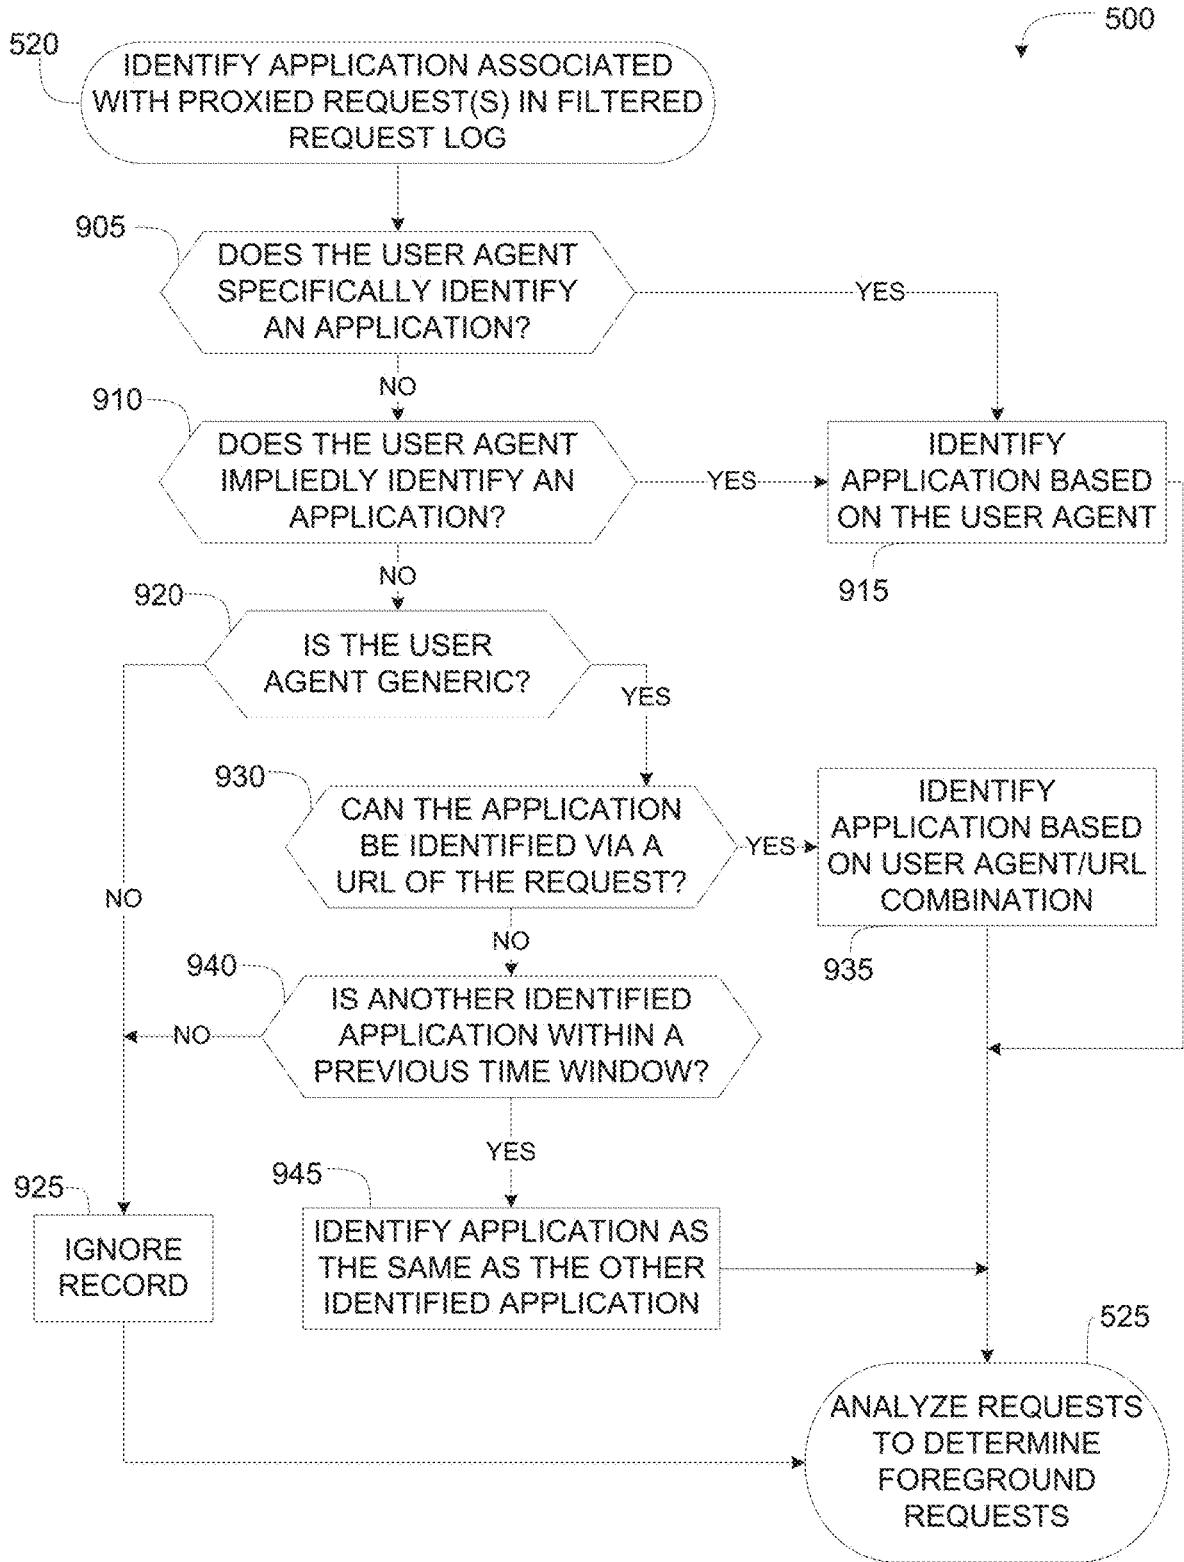 500
520
IDENTIFY APPLICATION ASSOCIATED
WITH PROXIED REQUEST(S) IN FILTERED
REQUEST LOG
905
DOES THE USER AGENT
SPECIFICALLY IDENTIFY
AN APPLICATION?
YES
NO
910
DOES THE USER AGENT
IMPLIEDLY IDENTIFY AN
APPLICATION?
YES
IDENTIFY
APPLICATION BASED
ON THE USER AGENT
915
NO
920
IS THE USER
AGENT GENERIC?
YES
NO
930
CAN THE APPLICATION
BE IDENTIFIED VIA A
URL OF THE REQUEST?
YES
IDENTIFY
APPLICATION BASED
ON USER AGENT/URL
COMBINATION
935
NO
940
IS ANOTHER IDENTIFIED
APPLICATION WITHIN A
PREVIOUS TIME WINDOW?
NO
YES
925
IGNORE
RECORD
945
IDENTIFY APPLICATION AS
THE SAME AS THE OTHER
IDENTIFIED APPLICATION
525
ANALYZE REQUESTS
TO DETERMINE
FOREGROUND
REQUESTS